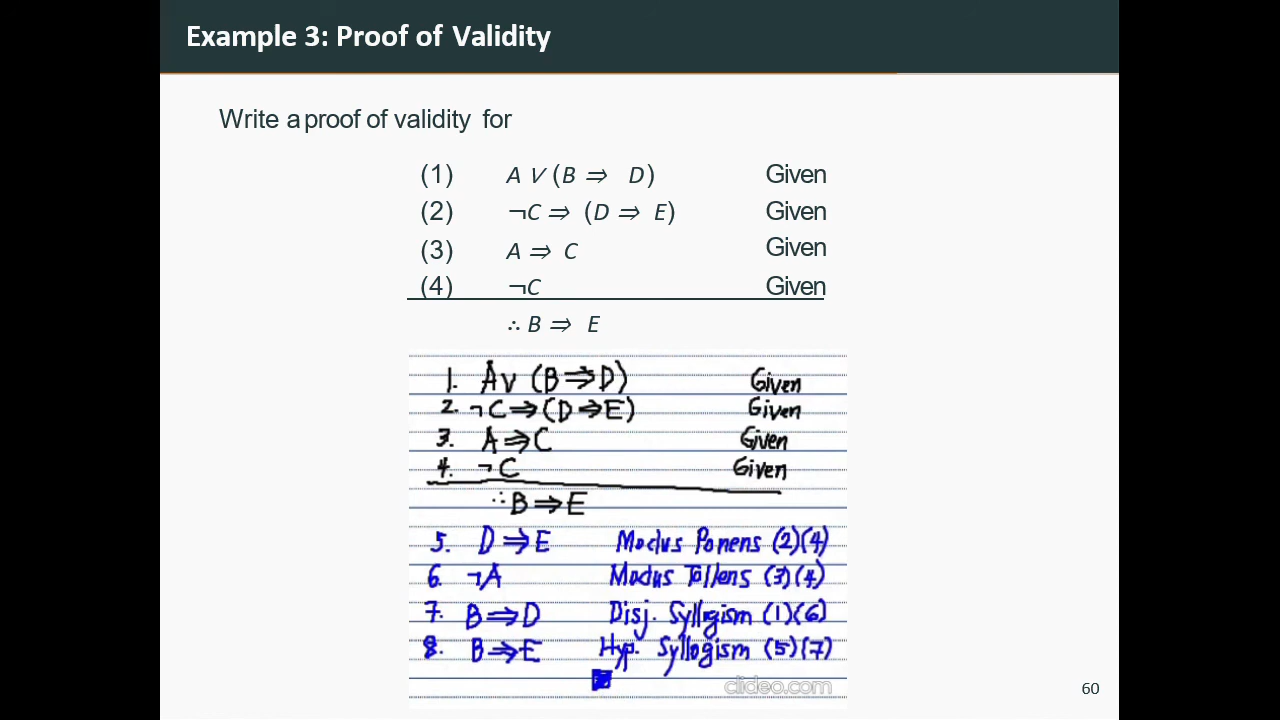 Example 3: Proof of Validity
Write a proof of validity for
(1) A ∨ (B ⇒ D) Given
(2) ¬C ⇒ (D ⇒ E) Given
(3) A ⇒ C Given
(4) ¬C Given
∴ B ⇒ E
1. A∨ (B⇒D) Given
2. ¬C⇒(D⇒E) Given
3. A⇒C Given
4. ¬C Given
∴B⇒E
5. D⇒E Modus Ponens (2)(4)
6. ¬A Modus Tollens (3)(4)
7. B⇒D Disj. Syllogism (1)(6)
8. B⇒E Hyp. Syllogism (5)(7)
clideo.com
60